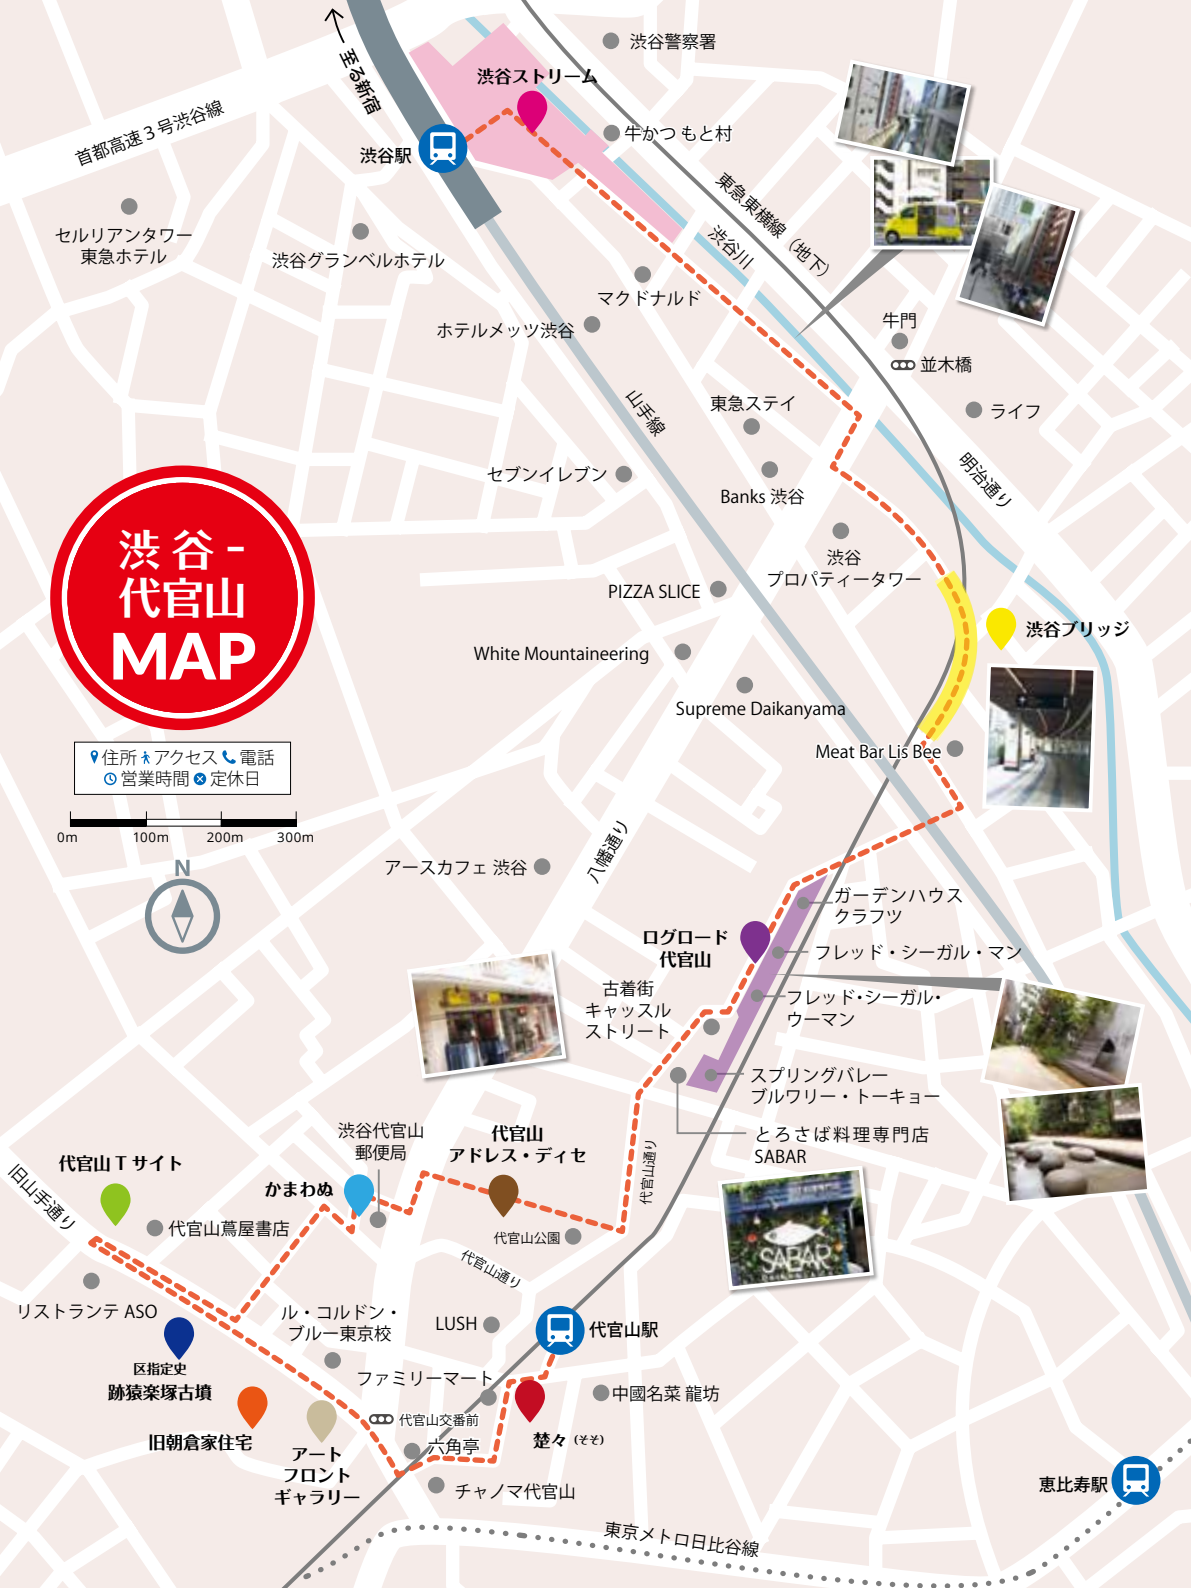 至る新宿
渋谷警察署
渋谷ストリーム
首都高速3号渋谷線
牛かつ もと村
渋谷駅
東急東横線(地下)
渋谷川
セルリアンタワー
東急ホテル
渋谷グランベルホテル
マクドナルド
ホテルメッツ渋谷
牛門
並木橋
山手線
東急ステイ
ライフ
セブンイレブン
Banks 渋谷
明治通り
渋谷
プロパティータワー
渋谷 -
代官山
MAP
PIZZA SLICE
渋谷ブリッジ
White Mountaineering
Supreme Daikanyama
Meat Bar Lis Bee
住所 アクセス 電話
営業時間 定休日
0m 100m 200m 300m
N
八幡通り
アースカフェ 渋谷
ガーデンハウス
クラフツ
ログロード
代官山
フレッド・シーガル・マン
古着街
キャッスル
ストリート
フレッド・シーガル・
ウーマン
スプリングバレー
ブルワリー・トーキョー
とろさば料理専門店
SABAR
渋谷代官山
郵便局
代官山
アドレス・ディセ
代官山通り
代官山Tサイト
かまわぬ
旧山手通り
代官山蔦屋書店
代官山公園
SABAR
代官山通り
リストランテ ASO
ル・コルドン・
ブルー東京校
LUSH
代官山駅
区指定史
跡猿楽塚古墳
ファミリーマート
中國名菜 龍坊
代官山交番前
旧朝倉家住宅
六角亭
楚々(そそ)
アート
フロント
ギャラリー
チャノマ代官山
恵比寿駅
東京メトロ日比谷線